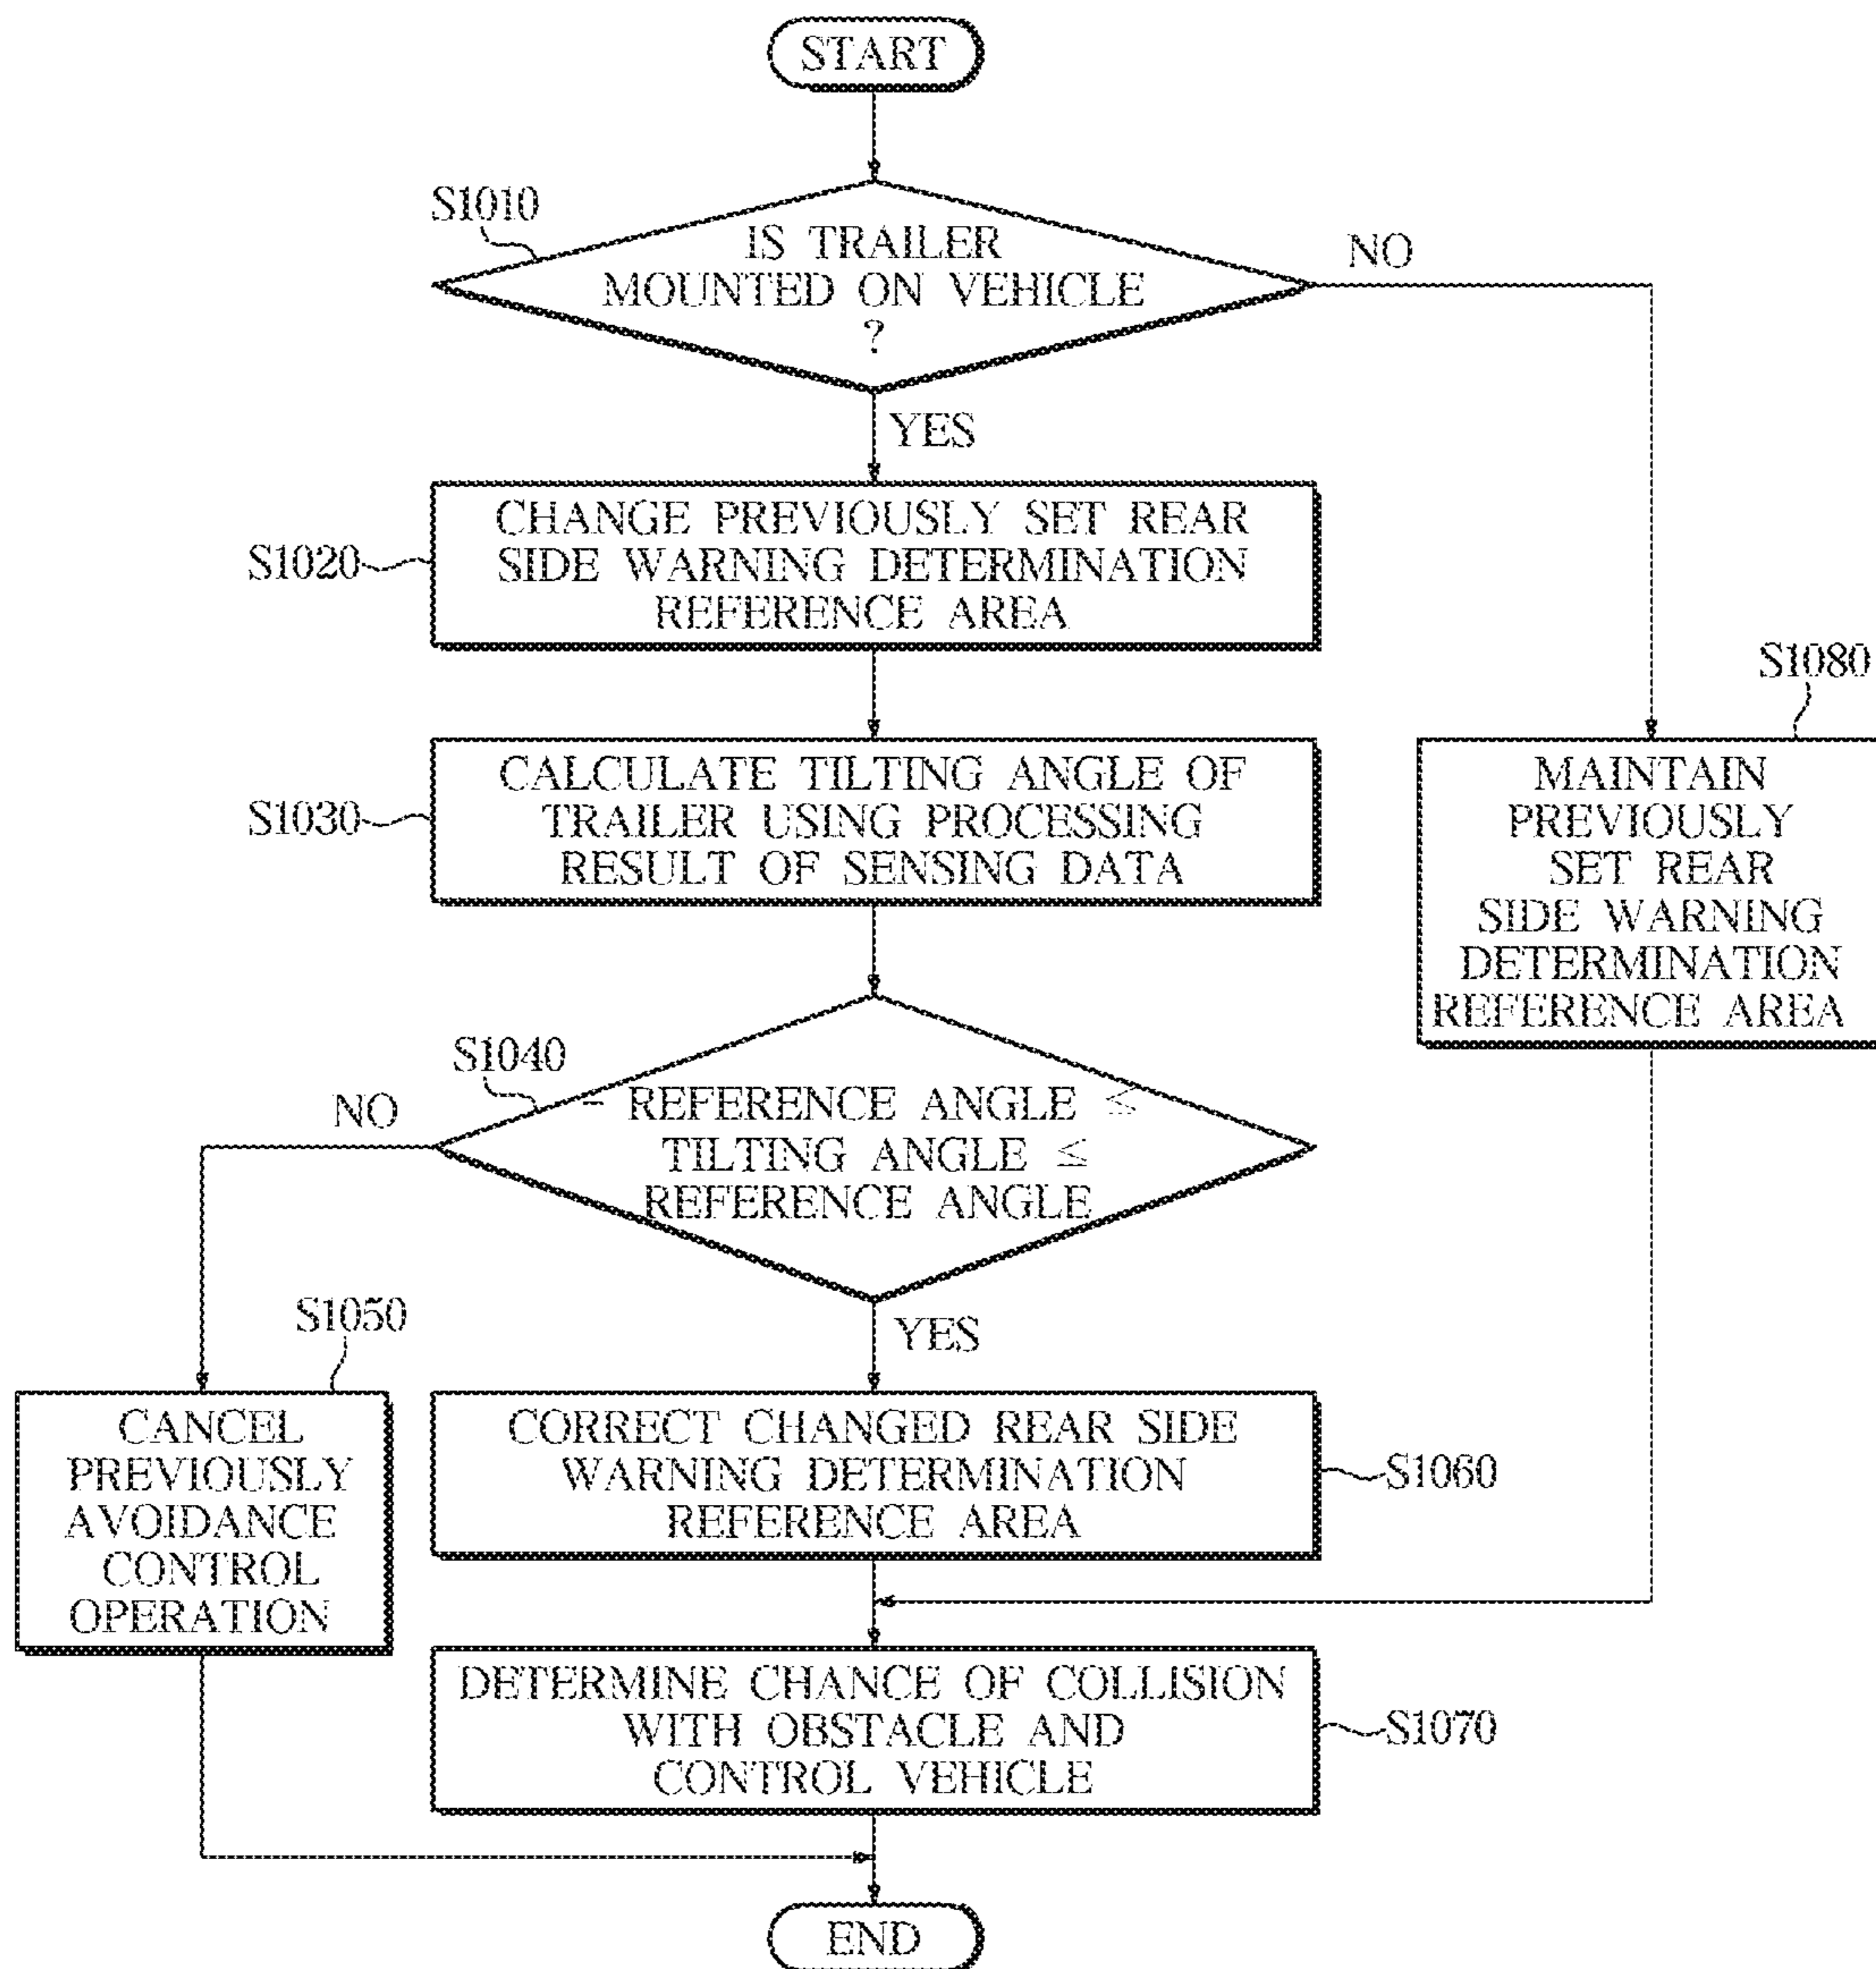 START
S1010
IS TRAILER
MOUNTED ON VEHICLE
?
NO
YES
S1020
CHANGE PREVIOUSLY SET REAR
SIDE WARNING DETERMINATION
REFERENCE AREA
S1030
CALCULATE TILTING ANGLE OF
TRAILER USING PROCESSING
RESULT OF SENSING DATA
S1080
MAINTAIN
PREVIOUSLY
SET REAR
SIDE WARNING
DETERMINATION
REFERENCE AREA
S1040
NO
- REFERENCE ANGLE ≤
TILTING ANGLE ≤
REFERENCE ANGLE
YES
S1050
CANCEL
PREVIOUSLY
AVOIDANCE
CONTROL
OPERATION
CORRECT CHANGED REAR SIDE
WARNING DETERMINATION
REFERENCE AREA
S1060
DETERMINE CHANCE OF COLLISION
WITH OBSTACLE AND
CONTROL VEHICLE
S1070
END